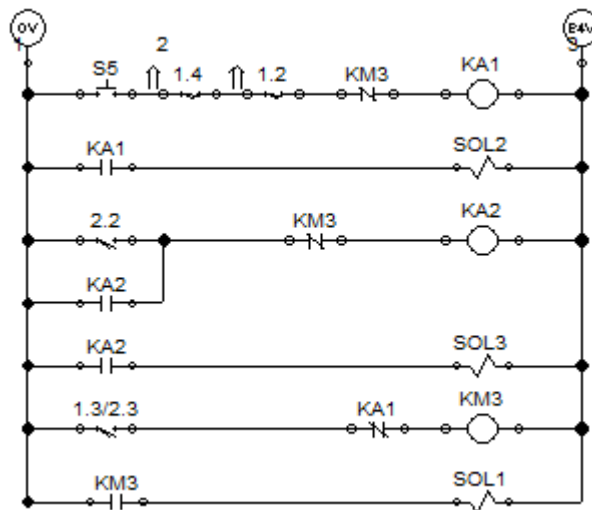 0V
24V
2
S5
1.4
1.2
KM3
KA1
KA1
SOL2
2.2
KM3
KA2
KA2
KA2
SOL3
1.3/2.3
KA1
KM3
KM3
SOL1